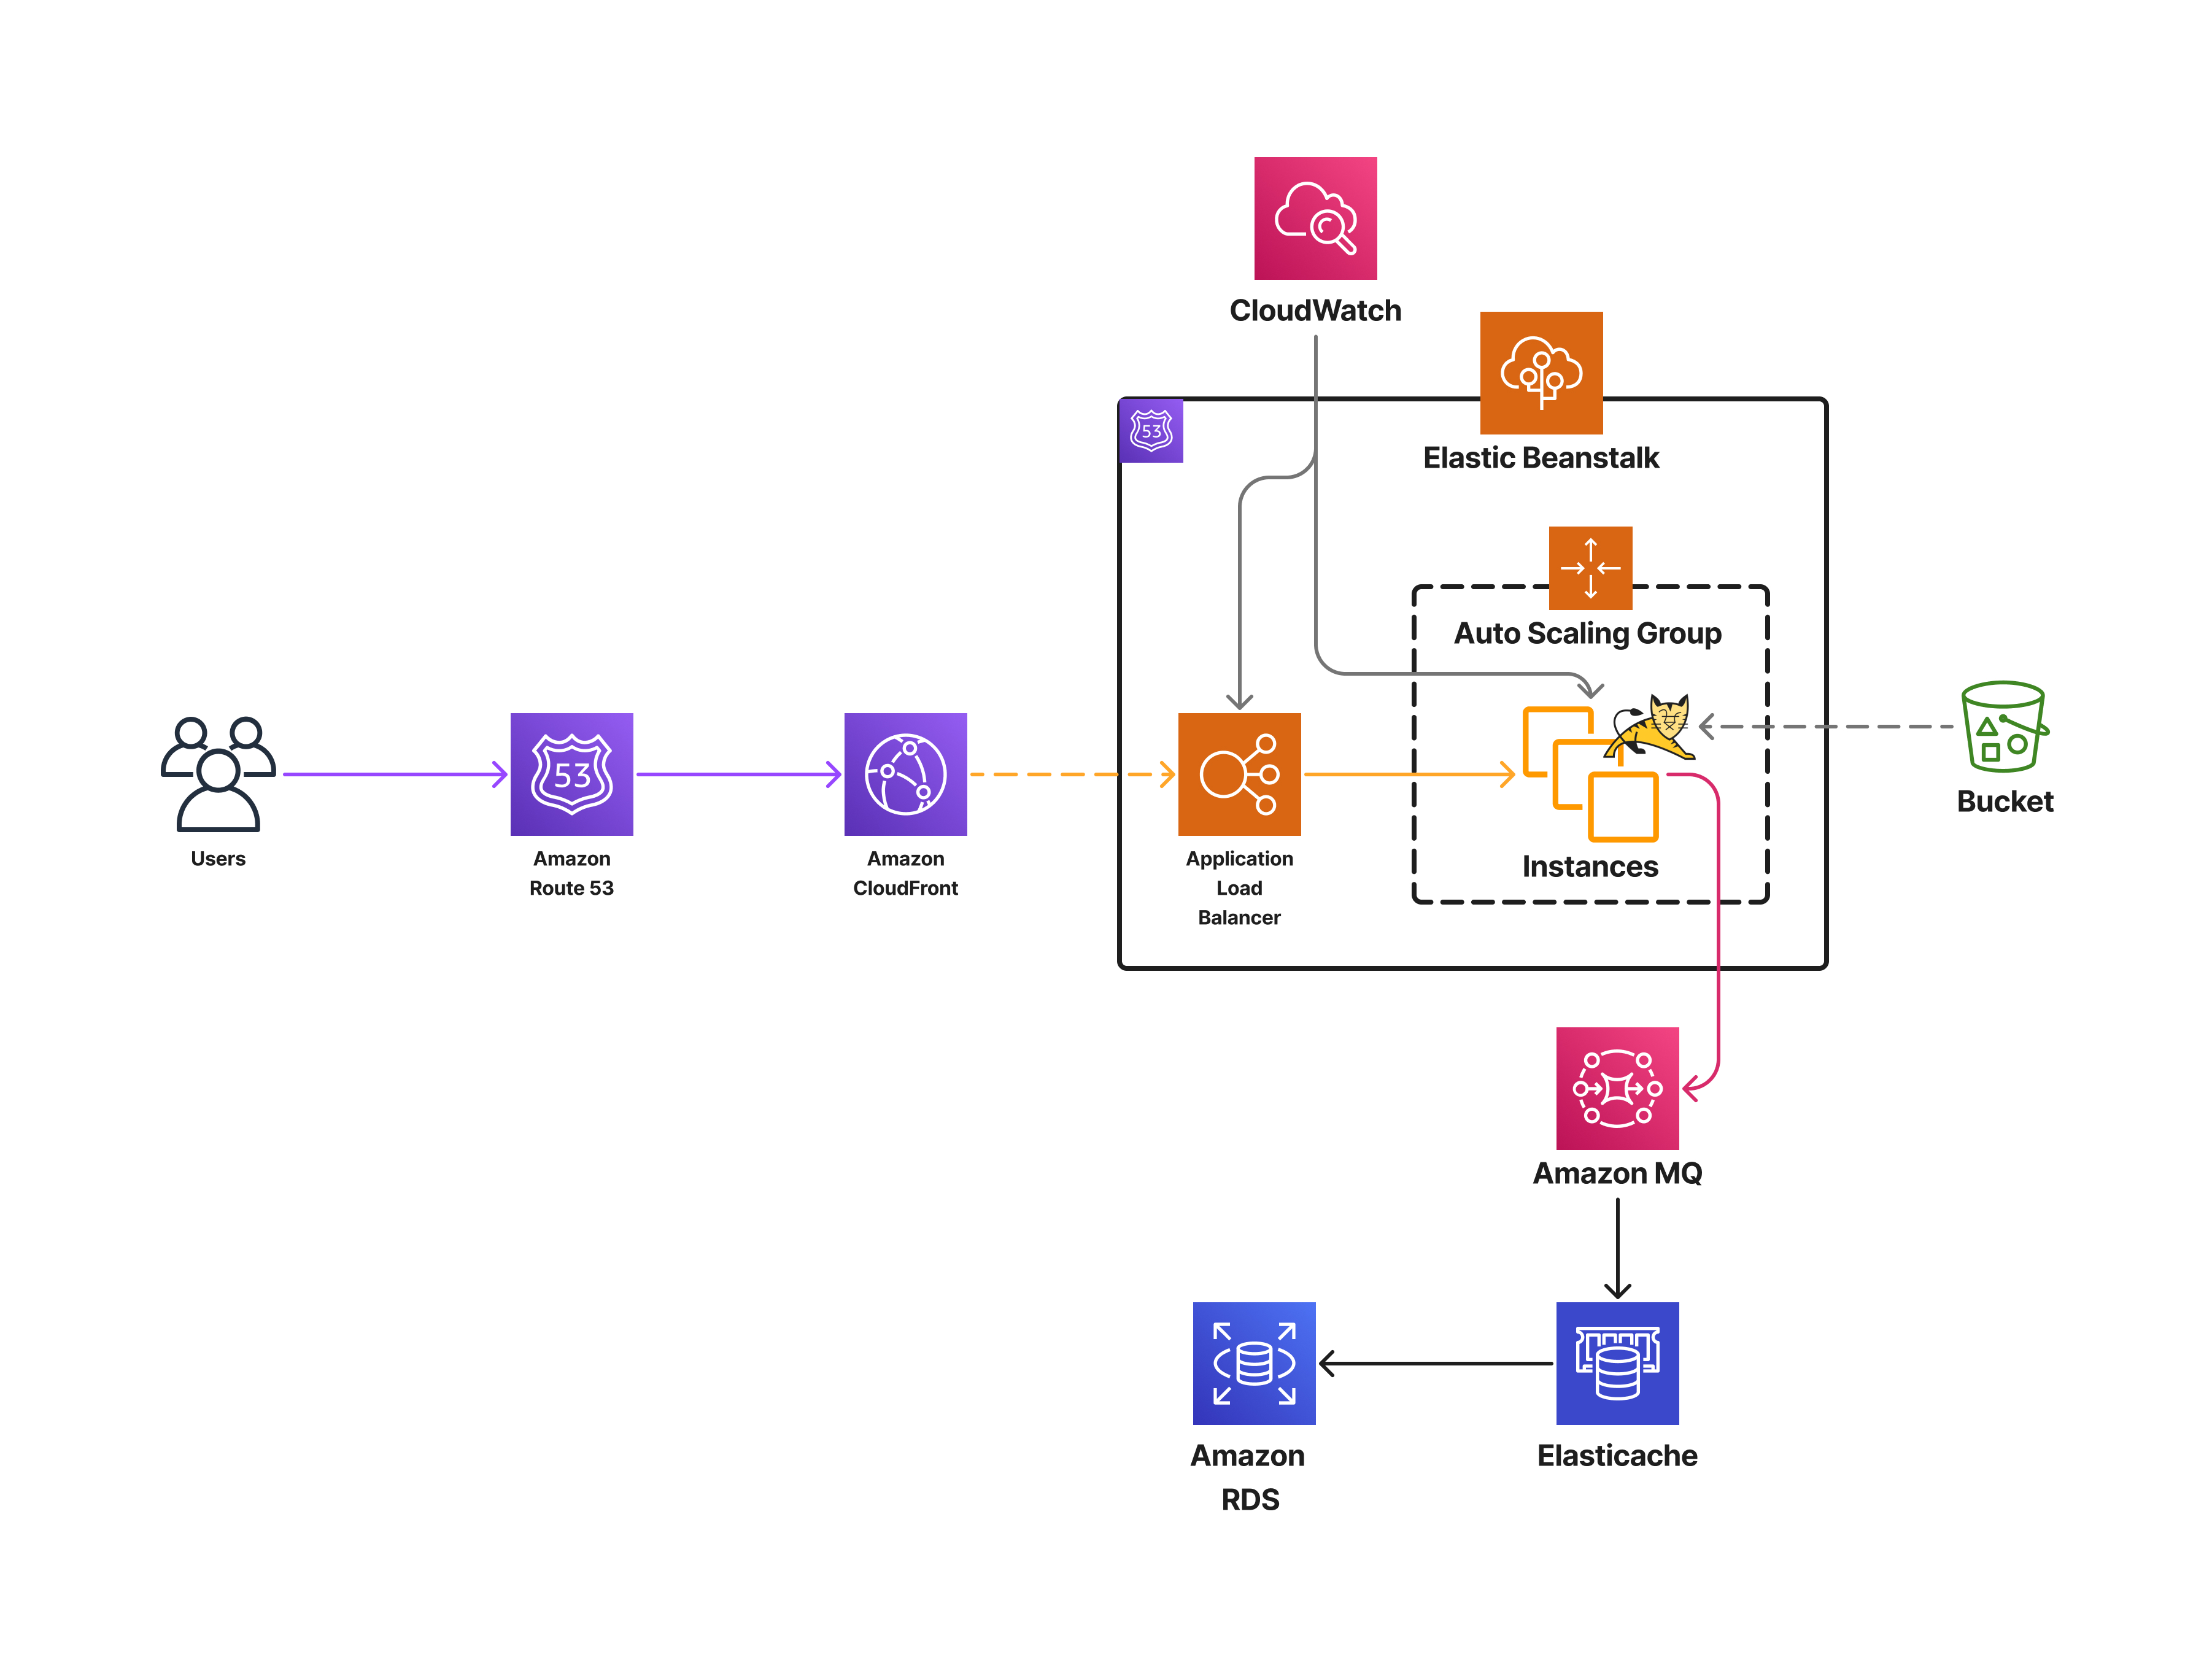 CloudWatch
Elastic Beanstalk
53
Auto Scaling Group
53
Users
Amazon
Route 53
Amazon
CloudFront
Application
Load
Balancer
Instances
Bucket
Amazon MQ
Amazon
RDS
Elasticache